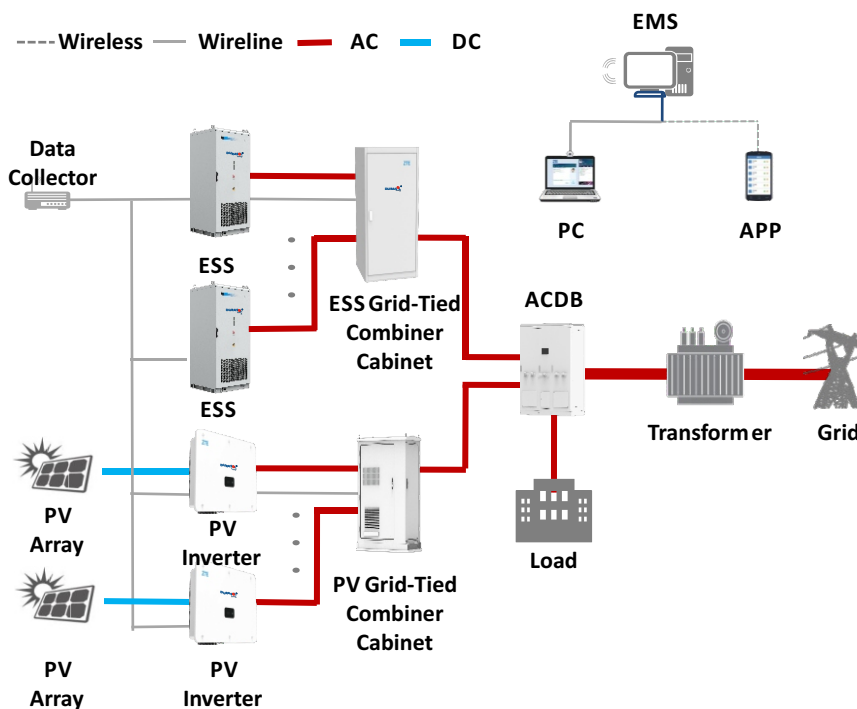 Wireless
Wireline
AC
DC
EMS
PC
APP
Data
Collector
ESS
ESS
ESS Grid-Tied
Combiner
Cabinet
ACDB
Transformer
Grid
Load
PV
Array
PV
Inverter
PV Grid-Tied
Combiner
Cabinet
PV
Array
PV
Inverter